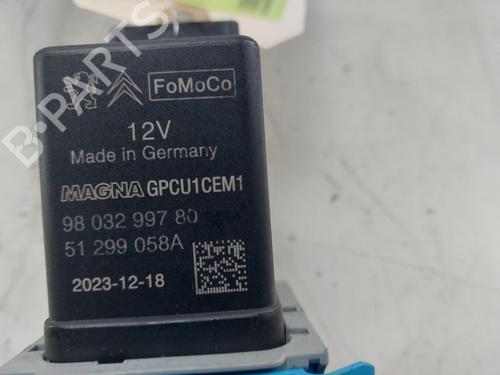 FoMoCo
12V
Made in Germany
MAGNA GPCU1CEM1
98 032 997 80
51 299 058A
2023-12-18
B-PARTS